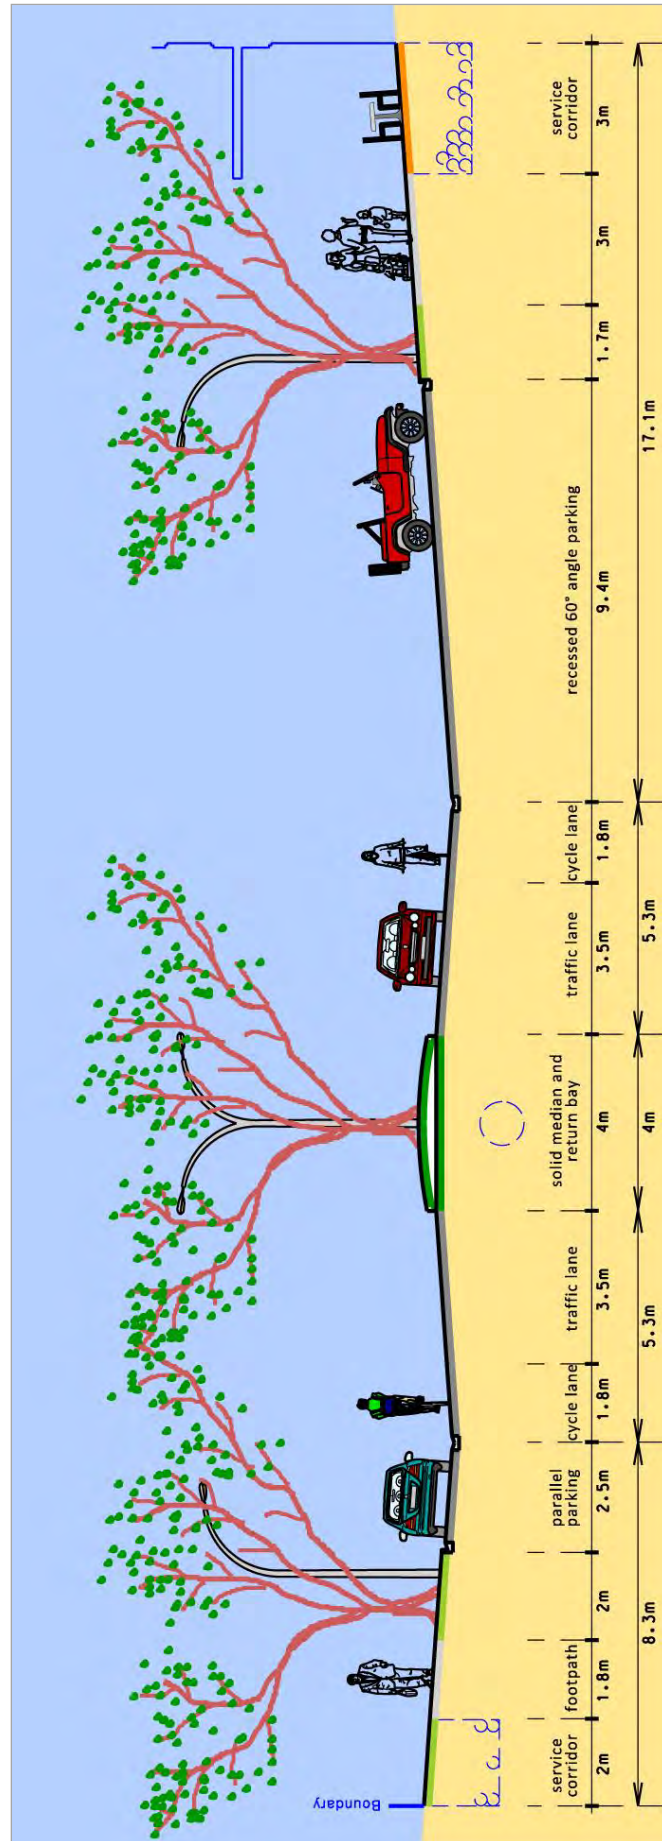 Boundary
service
corridor
footpath
parallel
parking
cycle lane
traffic lane
solid median and
return bay
traffic lane
cycle lane
recessed 60° angle parking
service
corridor
2m
1.8m
2m
2.5m
1.8m
3.5m
4m
3.5m
1.8m
9.4m
1.7m
3m
3m
8.3m
5.3m
4m
5.3m
17.1m